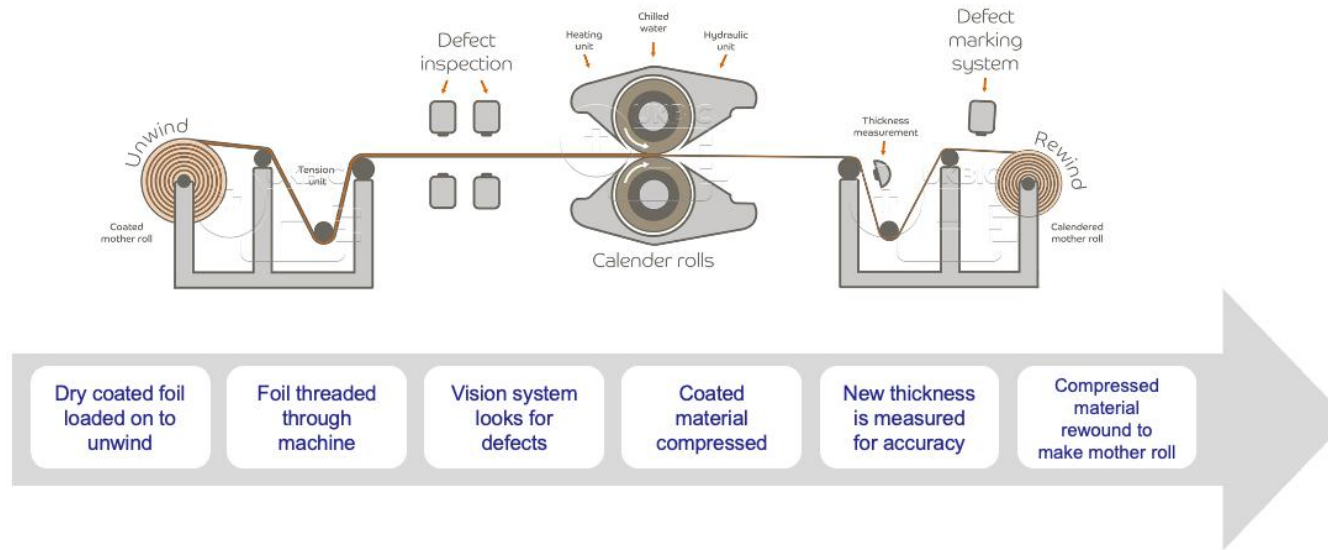 Unwind
Coated
mother roll
Tension
unit
Defect
inspection
Heating
unit
Chilled
water
Hydraulic
unit
Calender rolls
Thickness
measurement
Defect
marking
system
Rewind
Calendered
mother roll
UKBIC
UKBIC
UKBIC
Dry coated foil
loaded on to
unwind
Foil threaded
through
machine
Vision system
looks for
defects
Coated
material
compressed
New thickness
is measured
for accuracy
Compressed
material
rewound to
make mother roll